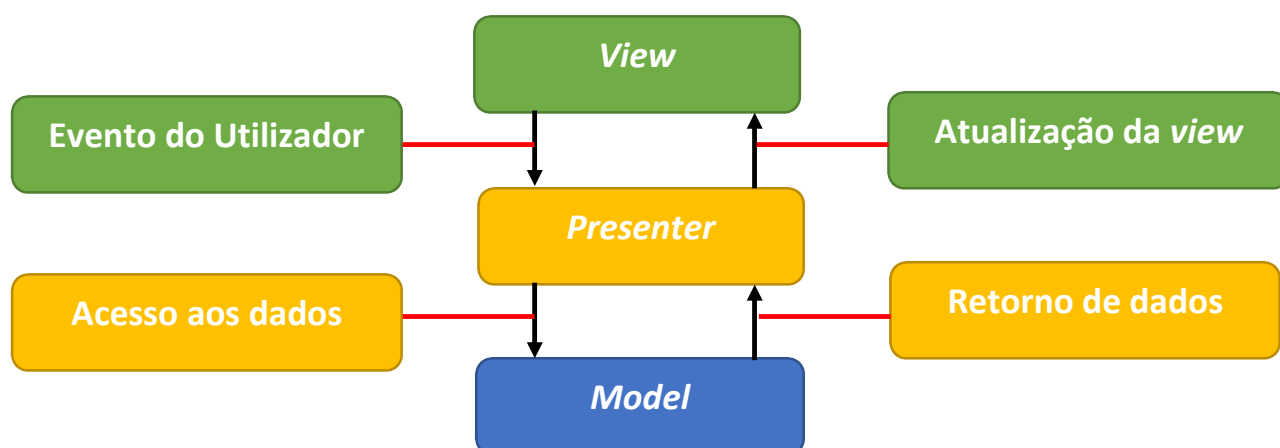 View
Evento do Utilizador
Atualização da view
Presenter
Acesso aos dados
Retorno de dados
Model